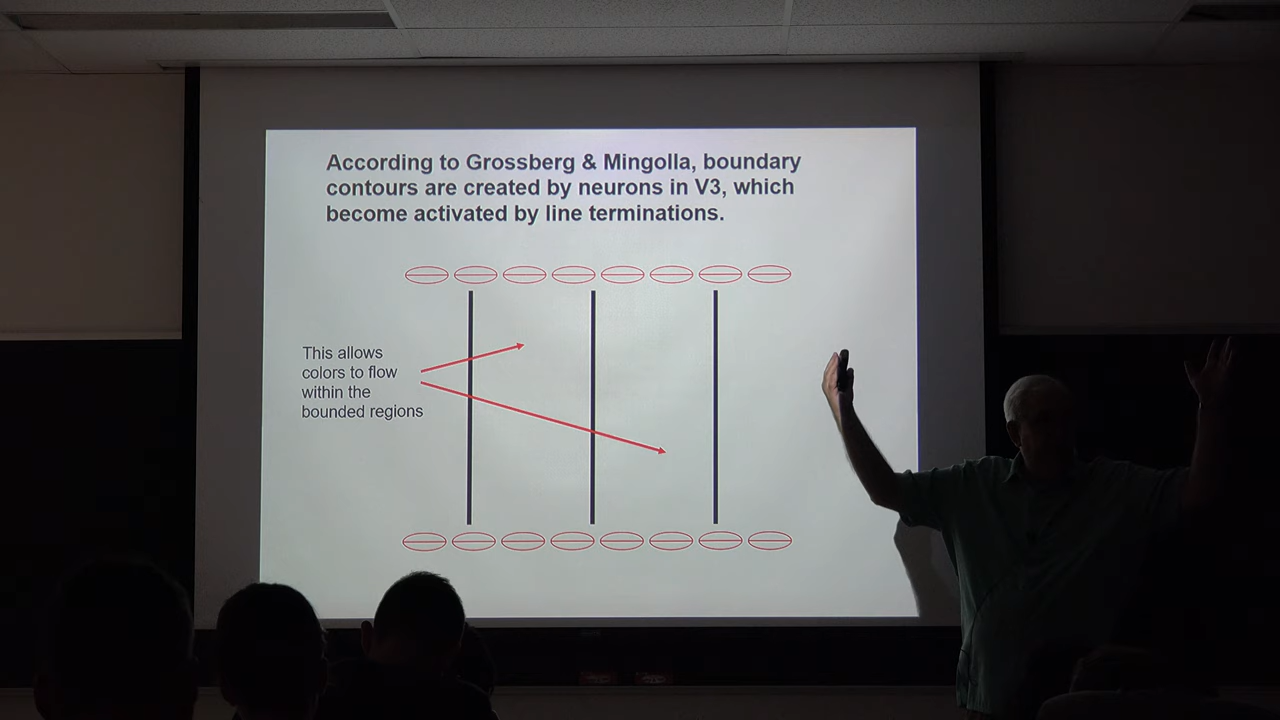 According to Grossberg & Mingolla, boundary
contours are created by neurons in V3, which
become activated by line terminations.
This allows
colors to flow
within the
bounded regions